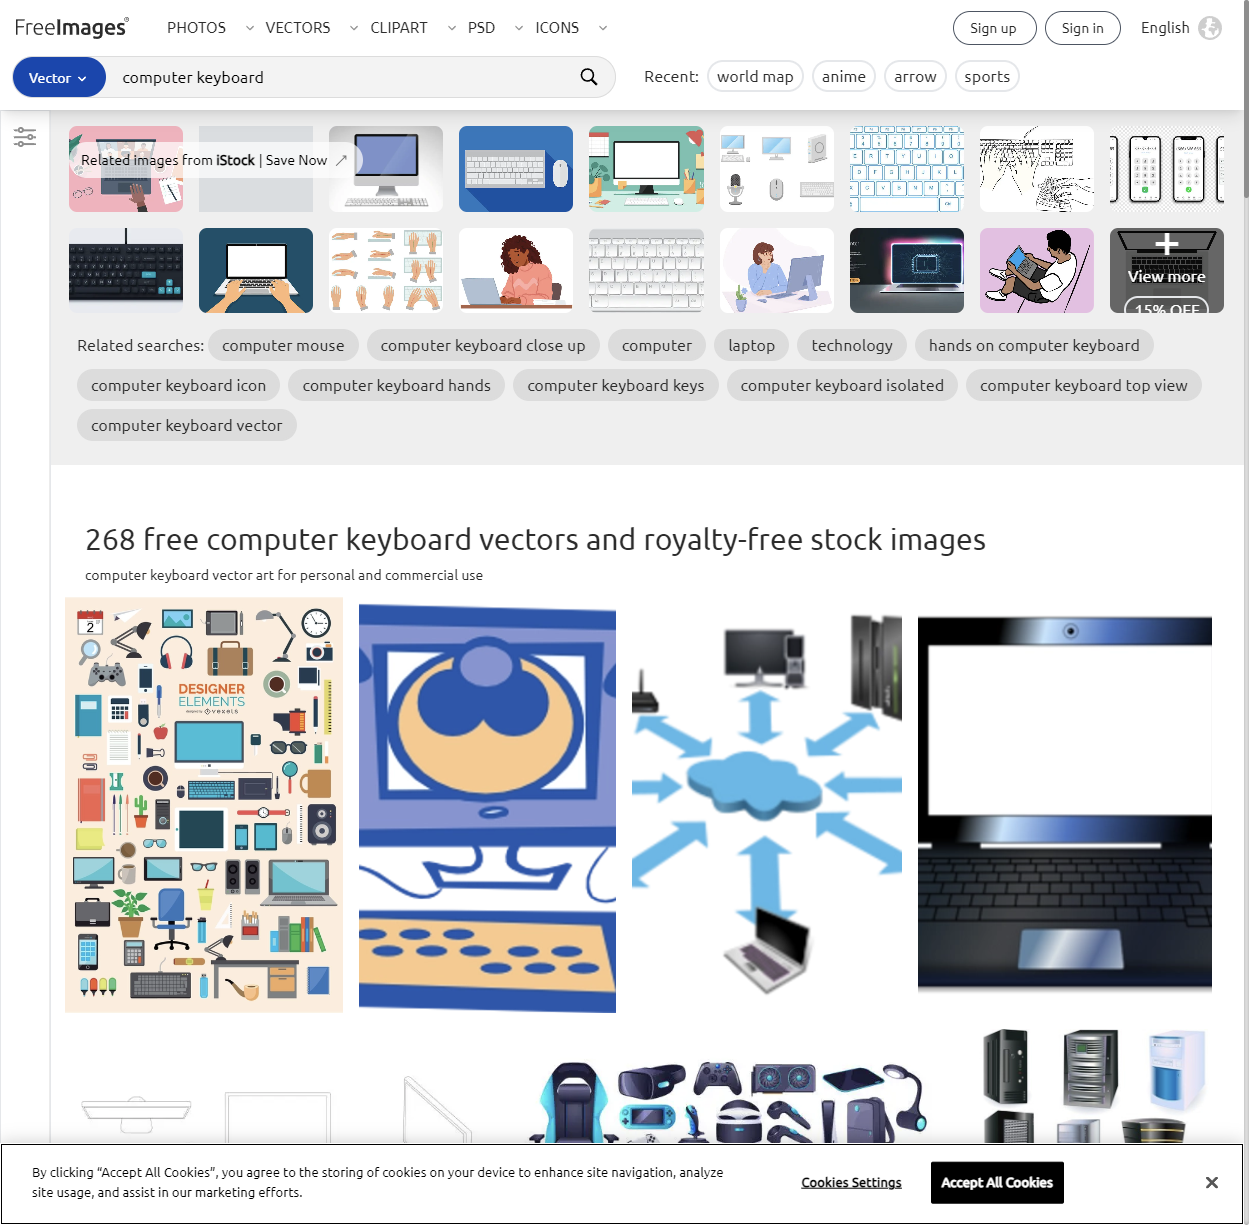 FreeImages®
PHOTOS VECTORS CLIPART PSD ICONS
Sign up Sign in English
Vector computer keyboard
Recent: world map anime arrow sports
Related images from iStock | Save Now ↗
View more
15% OFF
Related searches: computer mouse computer keyboard close up computer laptop technology hands on computer keyboard
computer keyboard icon computer keyboard hands computer keyboard keys computer keyboard isolated computer keyboard top view
computer keyboard vector
268 free computer keyboard vectors and royalty-free stock images
computer keyboard vector art for personal and commercial use
2
DESIGNER
ELEMENTS
vexels
By clicking “Accept All Cookies”, you agree to the storing of cookies on your device to enhance site navigation, analyze
site usage, and assist in our marketing efforts.
Cookies Settings Accept All Cookies